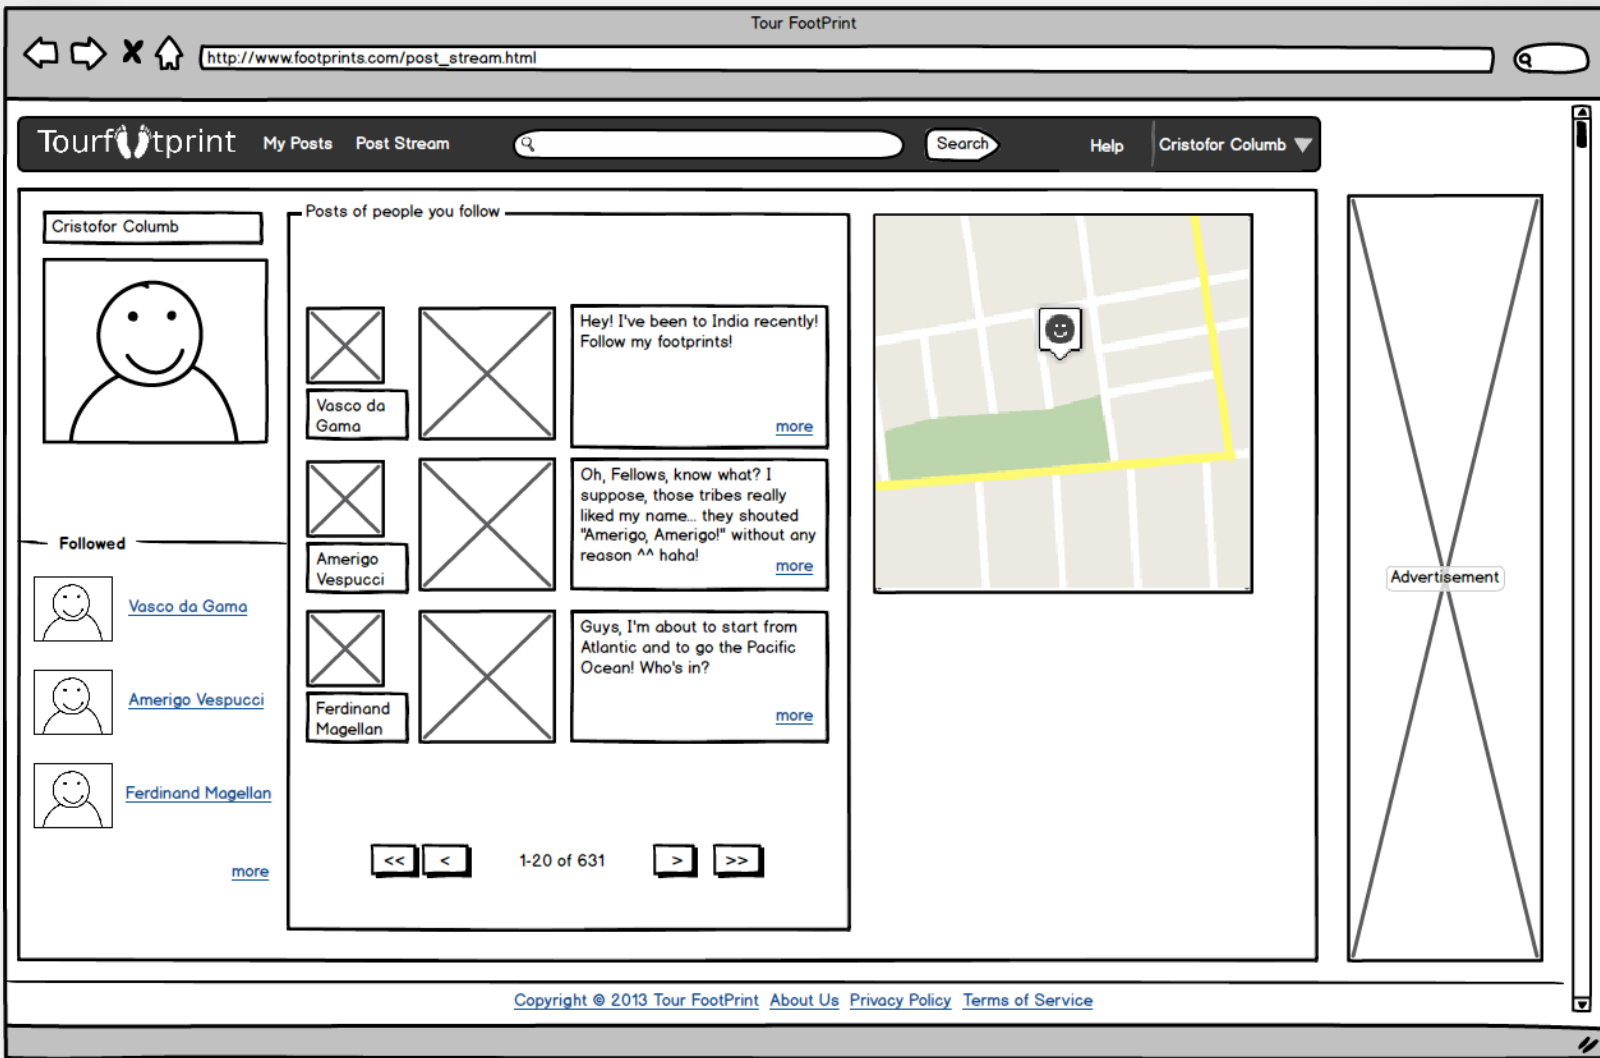 Tour FootPrint
http://www.footprints.com/post_stream.html
Tourf tprint My Posts Post Stream Search Help Cristofor Columb
Cristofor Columb
Posts of people you follow
Vasco da
Gama
Hey! I've been to India recently!
Follow my footprints!
more
Amerigo
Vespucci
Oh, Fellows, know what? I
suppose, those tribes really
liked my name... they shouted
"Amerigo, Amerigo!" without any
reason ^^ haha!
more
Ferdinand
Magellan
Guys, I'm about to start from
Atlantic and to go the Pacific
Ocean! Who's in?
more
<< < 1-20 of 631 > >>
Followed
Vasco da Gama
Amerigo Vespucci
Ferdinand Magellan
more
Advertisement
Copyright © 2013 Tour FootPrint About Us Privacy Policy Terms of Service